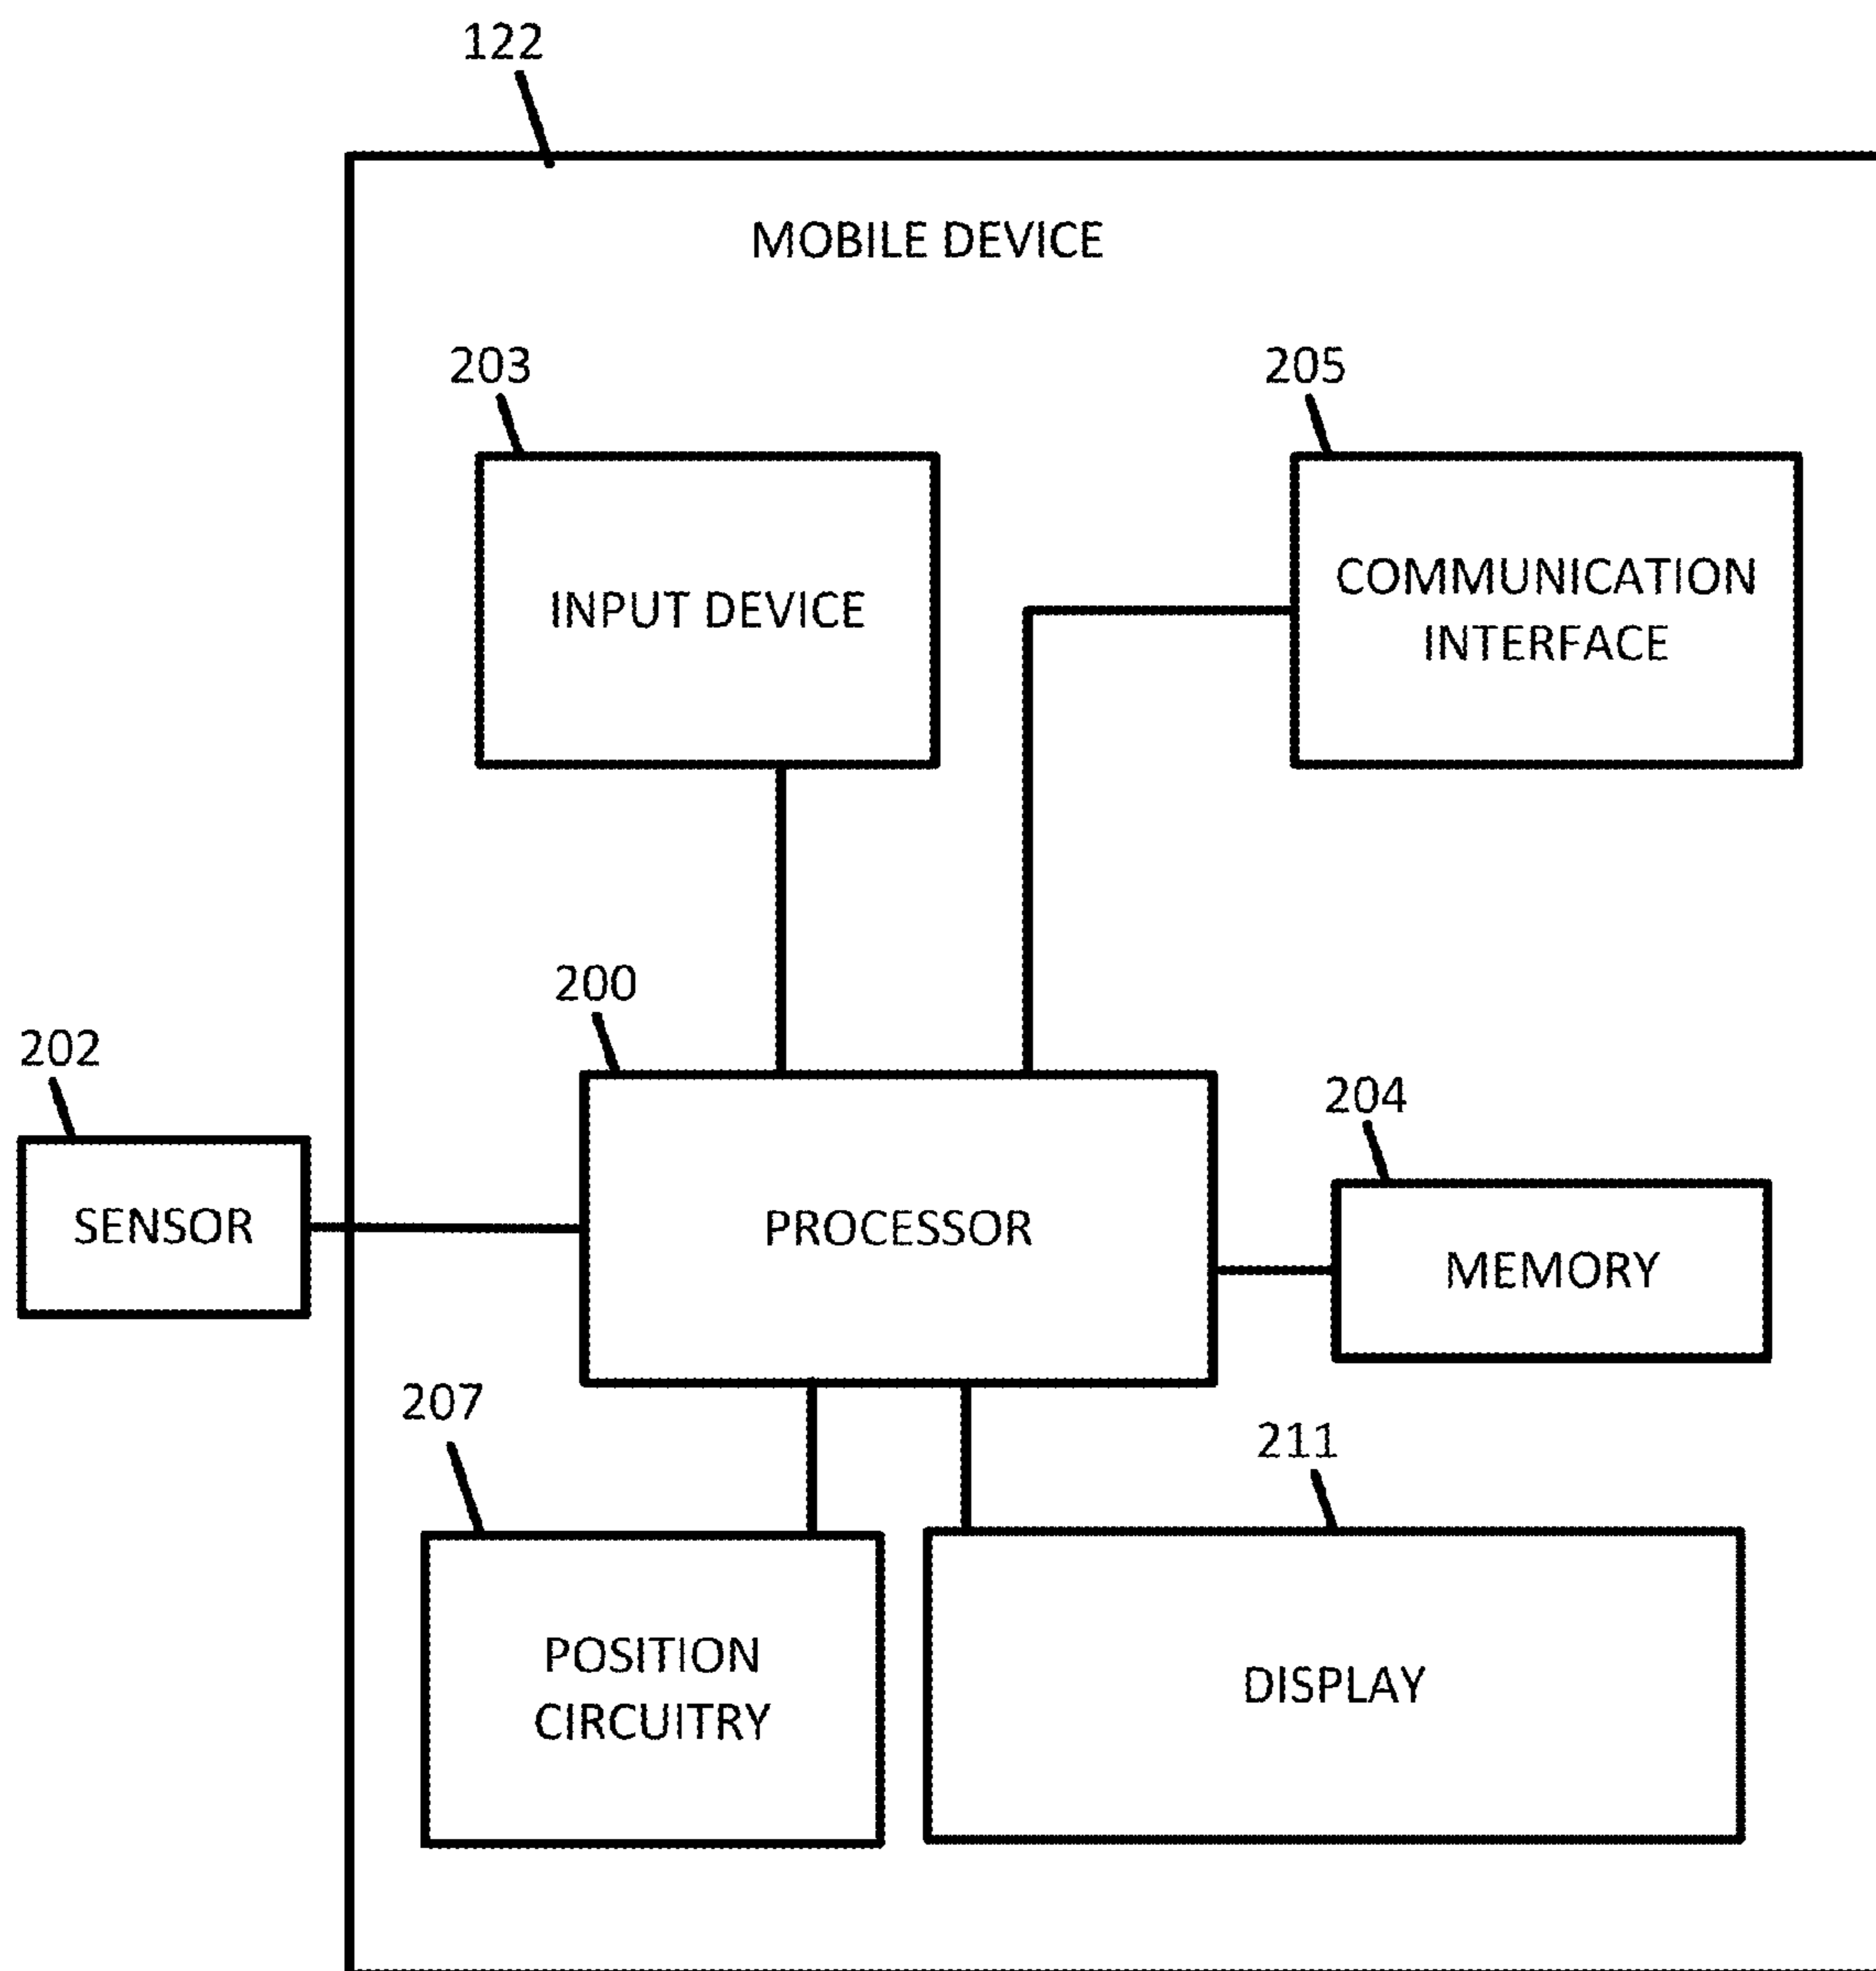 122
MOBILE DEVICE
203
205
INPUT DEVICE
COMMUNICATION
INTERFACE
200
202
204
SENSOR
PROCESSOR
MEMORY
207
211
POSITION
CIRCUITRY
DISPLAY